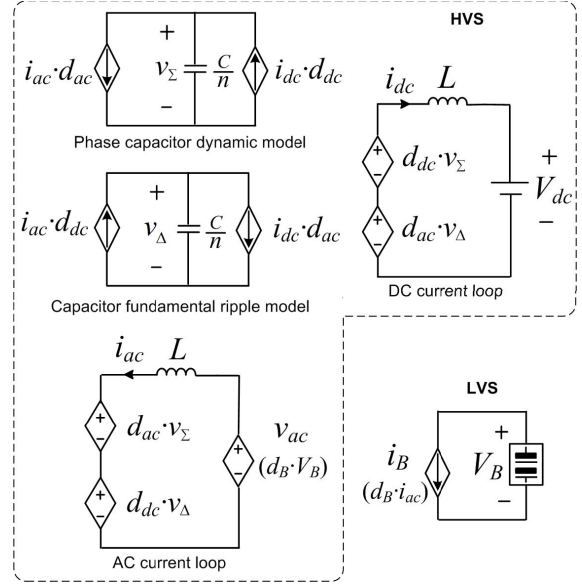 HVS
+
i_ac·d_ac
v_Σ
C/n
i_dc·d_dc
−
Phase capacitor dynamic model
i_dc
L
+
−
d_dc·v_Σ
+
−
d_ac·v_Δ
+
V_dc
−
DC current loop
+
i_ac·d_dc
v_Δ
C/n
i_dc·d_ac
−
Capacitor fundamental ripple model
i_ac
L
+
−
d_ac·v_Σ
+
−
d_dc·v_Δ
+
−
v_ac
(d_B·V_B)
AC current loop
LVS
i_B
(d_B·i_ac)
+
V_B
−